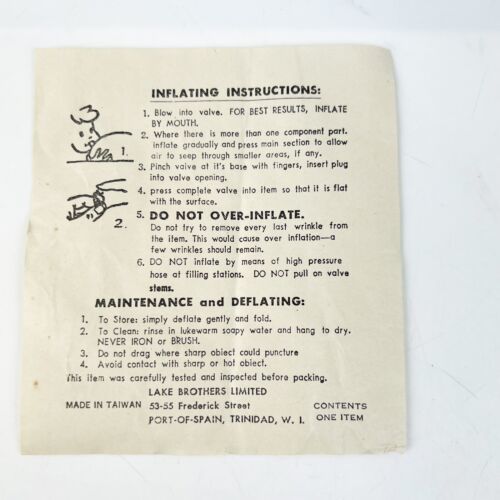 INFLATING INSTRUCTIONS:
1. Blow into valve. FOR BEST RESULTS, INFLATE
BY MOUTH.
2. Where there is more than one component part.
inflate gradually and press main section to allow
air to seep through smaller areas, if any.
3. Pinch valve at it's base with fingers, insert plug
into valve opening.
4. press complete valve into item so that it is flat
with the surface.
5. DO NOT OVER-INFLATE.
Do not try to remove every last wrinkle from
the item. This would cause over inflation—a
few wrinkles should remain.
6. DO NOT inflate by means of high pressure
hose at filling stations. DO NOT pull on valve
stems.
1.
2.
MAINTENANCE and DEFLATING:
1. To Store: simply deflate gently and fold.
2. To Clean: rinse in lukewarm soapy water and hang to dry.
NEVER IRON or BRUSH.
3. Do not drag where sharp object could puncture
4. Avoid contact with sharp or hot object.
This item was carefully tested and inspected before packing.
LAKE BROTHERS LIMITED
MADE IN TAIWAN 53-55 Frederick Street CONTENTS
PORT-OF-SPAIN, TRINIDAD, W. I. ONE ITEM